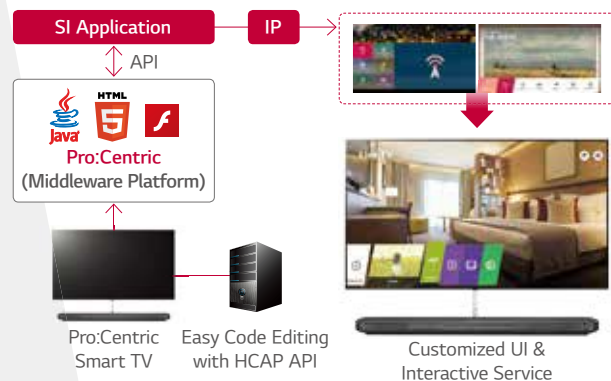 SI Application
IP
API
Java
HTML
5
Pro:Centric
(Middleware Platform)
Pro:Centric
Smart TV
Easy Code Editing
with HCAP API
Customized UI &
Interactive Service